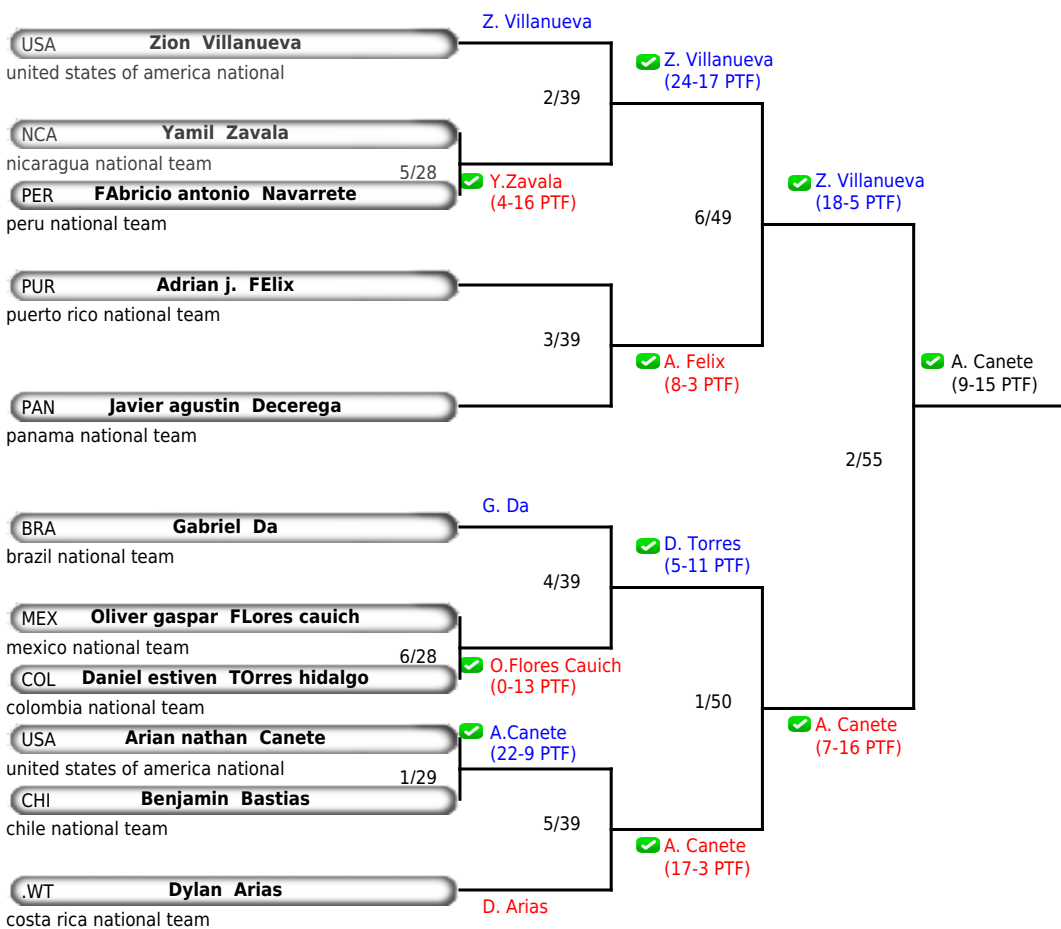 Z. Villanueva
USA Zion Villanueva
united states of america national
Z. Villanueva
(24-17 PTF)
2/39
NCA Yamil Zavala
nicaragua national team
5/28
Y.Zavala
(4-16 PTF)
PER FAbricio antonio Navarrete
peru national team
Z. Villanueva
(18-5 PTF)
6/49
PUR Adrian j. FElix
puerto rico national team
3/39
A. Felix
(8-3 PTF)
A. Canete
(9-15 PTF)
PAN Javier agustin Decerega
panama national team
2/55
G. Da
BRA Gabriel Da
brazil national team
D. Torres
(5-11 PTF)
4/39
MEX Oliver gaspar FLores cauich
mexico national team
6/28
O.Flores Cauich
(0-13 PTF)
COL Daniel estiven TOrres hidalgo
colombia national team
1/50
A. Canete
(7-16 PTF)
USA Arian nathan Canete
A.Canete
(22-9 PTF)
united states of america national
1/29
CHI Benjamin Bastias
chile national team
5/39
A. Canete
(17-3 PTF)
.WT Dylan Arias
D. Arias
costa rica national team